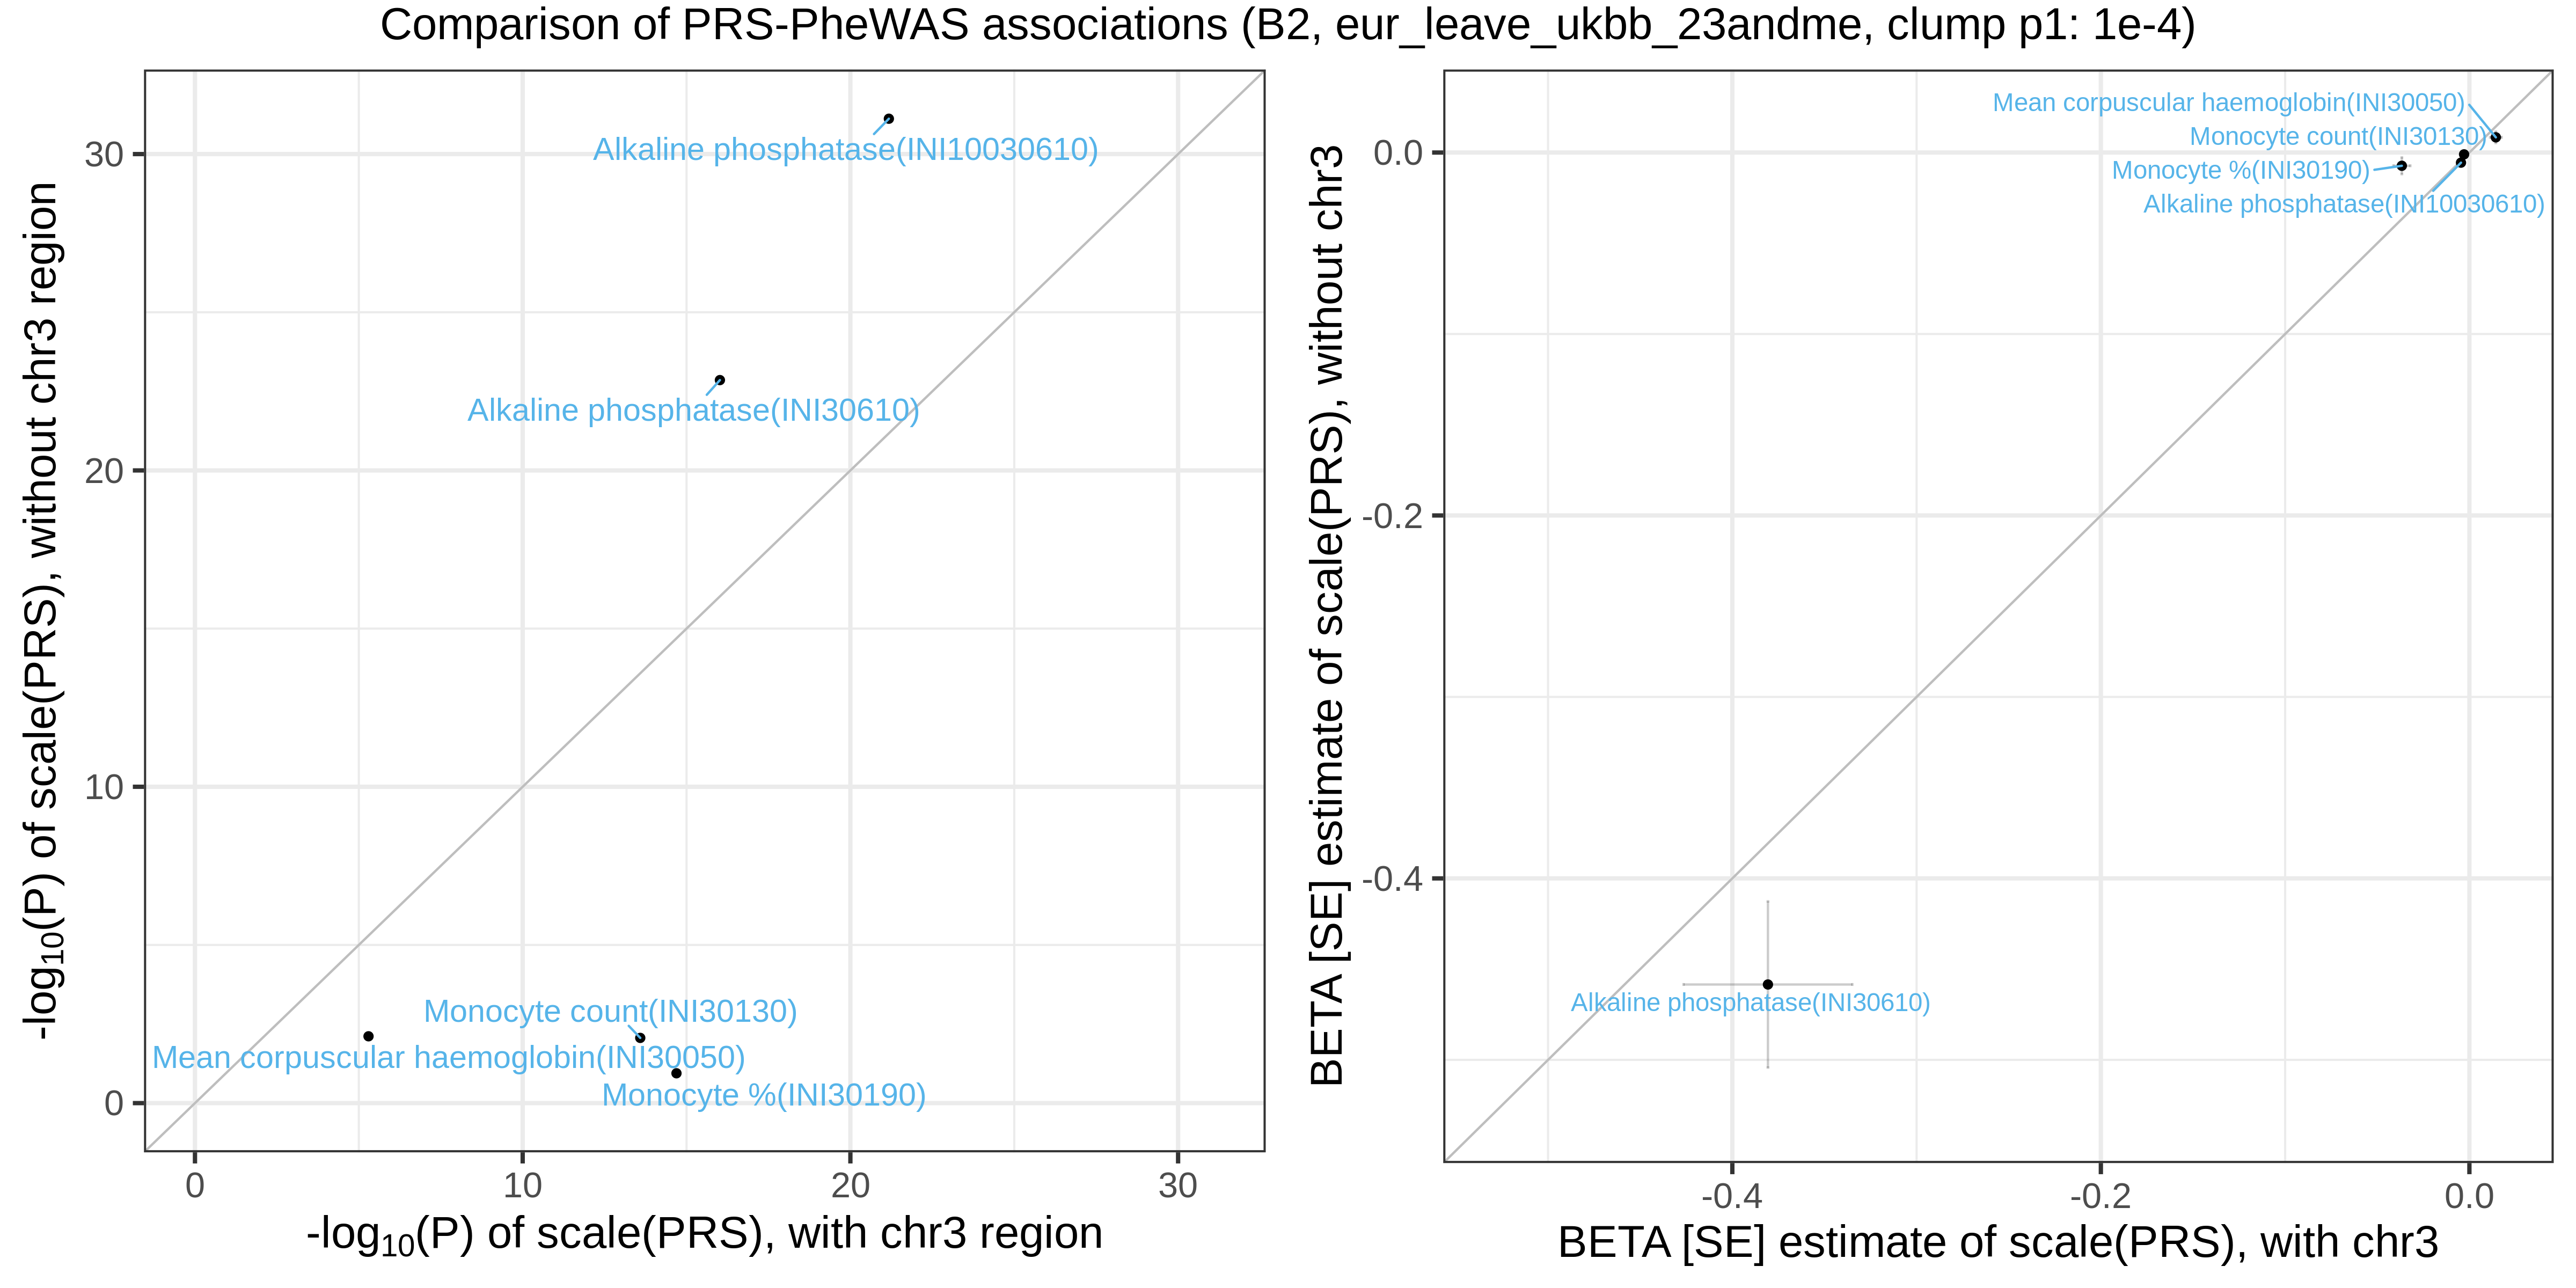 Comparison of PRS-PheWAS associations (B2, eur_leave_ukbb_23andme, clump p1: 1e-4)
-log10(P) of scale(PRS), without chr3 region
30
20
10
0
Alkaline phosphatase(INI10030610)
Alkaline phosphatase(INI30610)
Monocyte count(INI30130)
Mean corpuscular haemoglobin(INI30050)
Monocyte %(INI30190)
0
10
20
30
-log10(P) of scale(PRS), with chr3 region
BETA [SE] estimate of scale(PRS), without chr3
0.0
-0.2
-0.4
Mean corpuscular haemoglobin(INI30050)
Monocyte count(INI30130)
Monocyte %(INI30190)
Alkaline phosphatase(INI10030610)
Alkaline phosphatase(INI30610)
-0.4
-0.2
0.0
BETA [SE] estimate of scale(PRS), with chr3